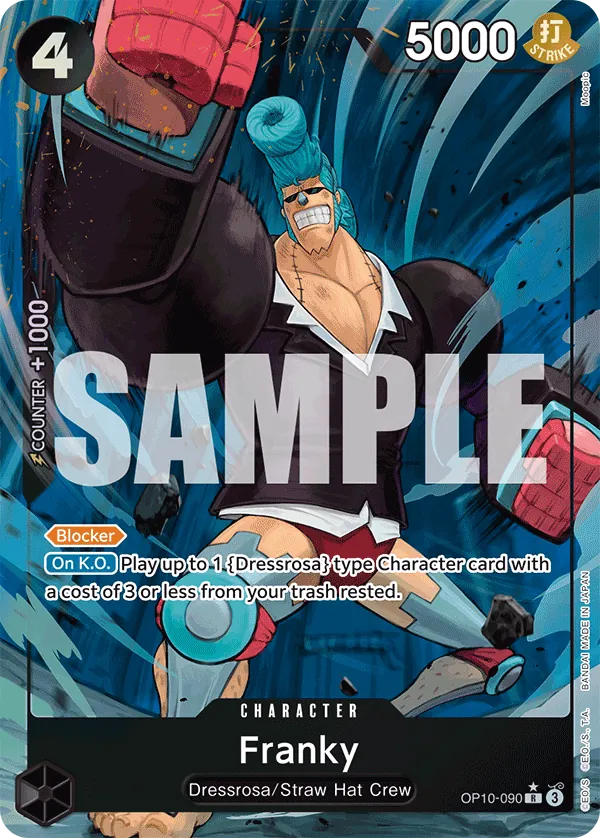 4
5000
打
STRIKE
Moopic
COUNTER +1000
SAMPLE
Blocker
On K.O. Play up to 1 {Dressrosa} type Character card with
a cost of 3 or less from your trash rested.
BANDAI MADE IN JAPAN
©E.O/S ©E.O./S., T.A.
CHARACTER
Franky
Dressrosa/Straw Hat Crew
OP10-090 R 3